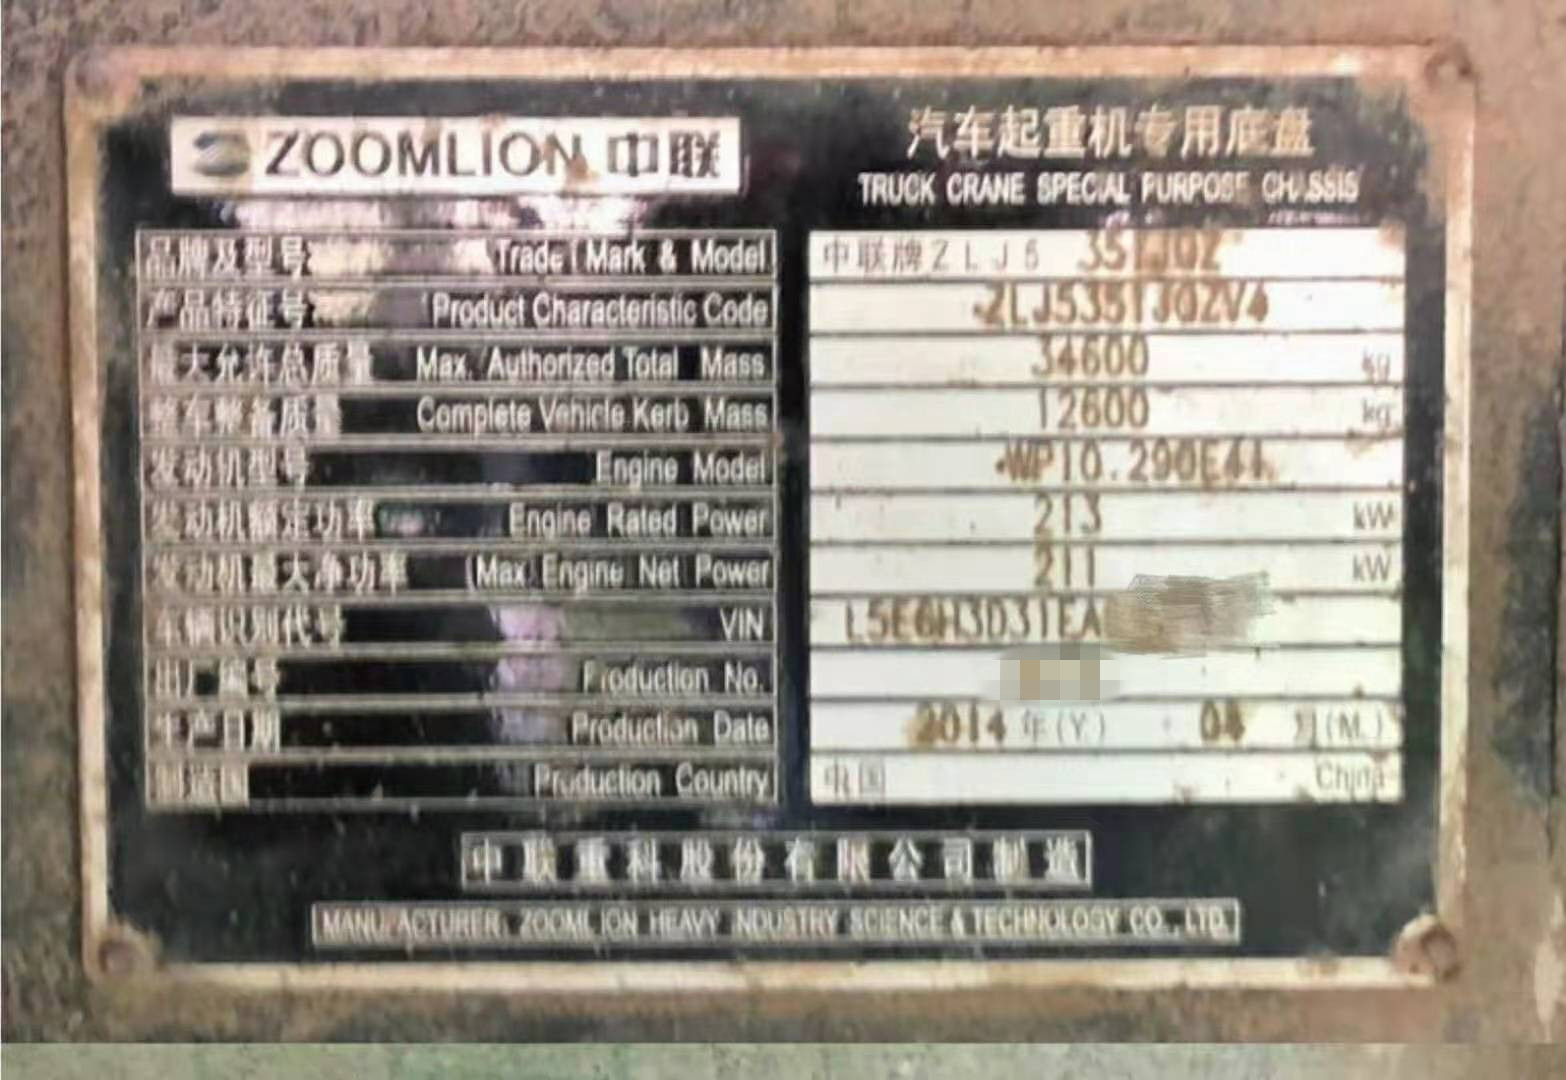 ZOOMLION 中联
汽车起重机专用底盘
TRUCK CRANE SPECIAL PURPOSE CHASSIS
品牌及型号 Trade Mark & Model 中联牌ZLJ5 351JQZ
产品特征号 Product Characteristic Code ZLJ5351JQZV4
最大允许总质量 Max. Authorized Total Mass 34600 kg
整车整备质量 Complete Vehicle Kerb Mass 12600 kg
发动机型号 Engine Model WP10.290E41
发动机额定功率 Engine Rated Power 213 kW
发动机最大净功率 (Max Engine Net Power 211 kW
车辆识别代号 VIN L5E6H3D31EA
出厂编号 Production No.
生产日期 Production Date 2014 年(Y.) 04 月(M.)
制造国 Production Country 中国 China
中联重科股份有限公司制造
MANUFACTURER: ZOOMLION HEAVY INDUSTRY SCIENCE & TECHNOLOGY CO., LTD.